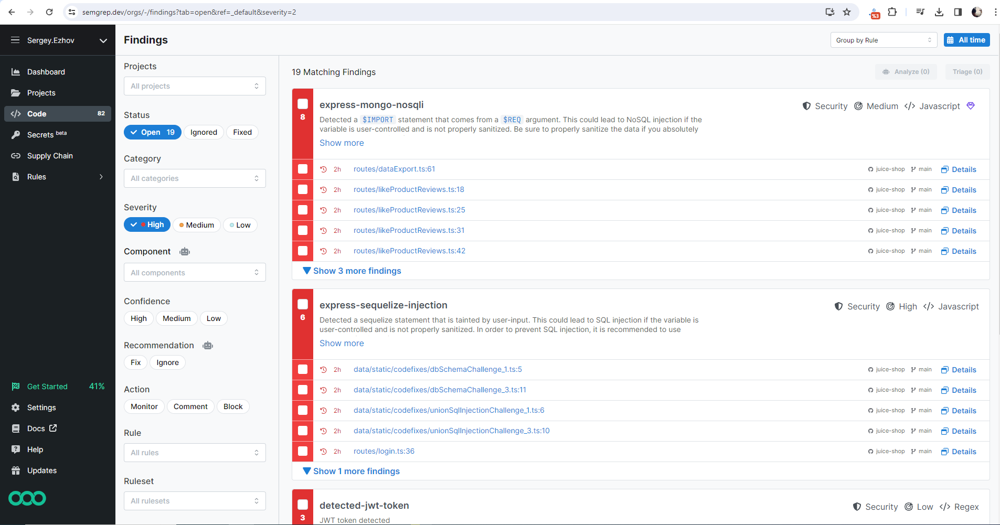 semgrep.dev/orgs/-/findings?tab=open&ref=_default&severity=2
%3
Sergey.Ezhov
Dashboard
Projects
Code 82
Secrets beta
Supply Chain
Rules
Get Started 41%
Settings
Docs
Help
Updates
Findings
Group by Rule
All time
Projects
All projects
Status
Open 19 Ignored Fixed
Category
All categories
Severity
High Medium Low
Component
All components
Confidence
High Medium Low
Recommendation
Fix Ignore
Action
Monitor Comment Block
Rule
All rules
Ruleset
All rulesets
19 Matching Findings
Analyze (0) Triage (0)
8
express-mongo-nosqli
Security Medium Javascript
Detected a $IMPORT statement that comes from a $REQ argument. This could lead to NoSQL injection if the
variable is user-controlled and is not properly sanitized. Be sure to properly sanitize the data if you absolutely
Show more
2h routes/dataExport.ts:61 juice-shop main Details
2h routes/likeProductReviews.ts:18 juice-shop main Details
2h routes/likeProductReviews.ts:25 juice-shop main Details
2h routes/likeProductReviews.ts:31 juice-shop main Details
2h routes/likeProductReviews.ts:42 juice-shop main Details
Show 3 more findings
6
express-sequelize-injection
Security High Javascript
Detected a sequelize statement that is tainted by user-input. This could lead to SQL injection if the variable is
user-controlled and is not properly sanitized. In order to prevent SQL injection, it is recommended to use
Show more
2h data/static/codefixes/dbSchemaChallenge_1.ts:5 juice-shop main Details
2h data/static/codefixes/dbSchemaChallenge_3.ts:11 juice-shop main Details
2h data/static/codefixes/unionSqlInjectionChallenge_1.ts:6 juice-shop main Details
2h data/static/codefixes/unionSqlInjectionChallenge_3.ts:10 juice-shop main Details
2h routes/login.ts:36 juice-shop main Details
Show 1 more findings
3
detected-jwt-token
Security Low Regex
JWT token detected